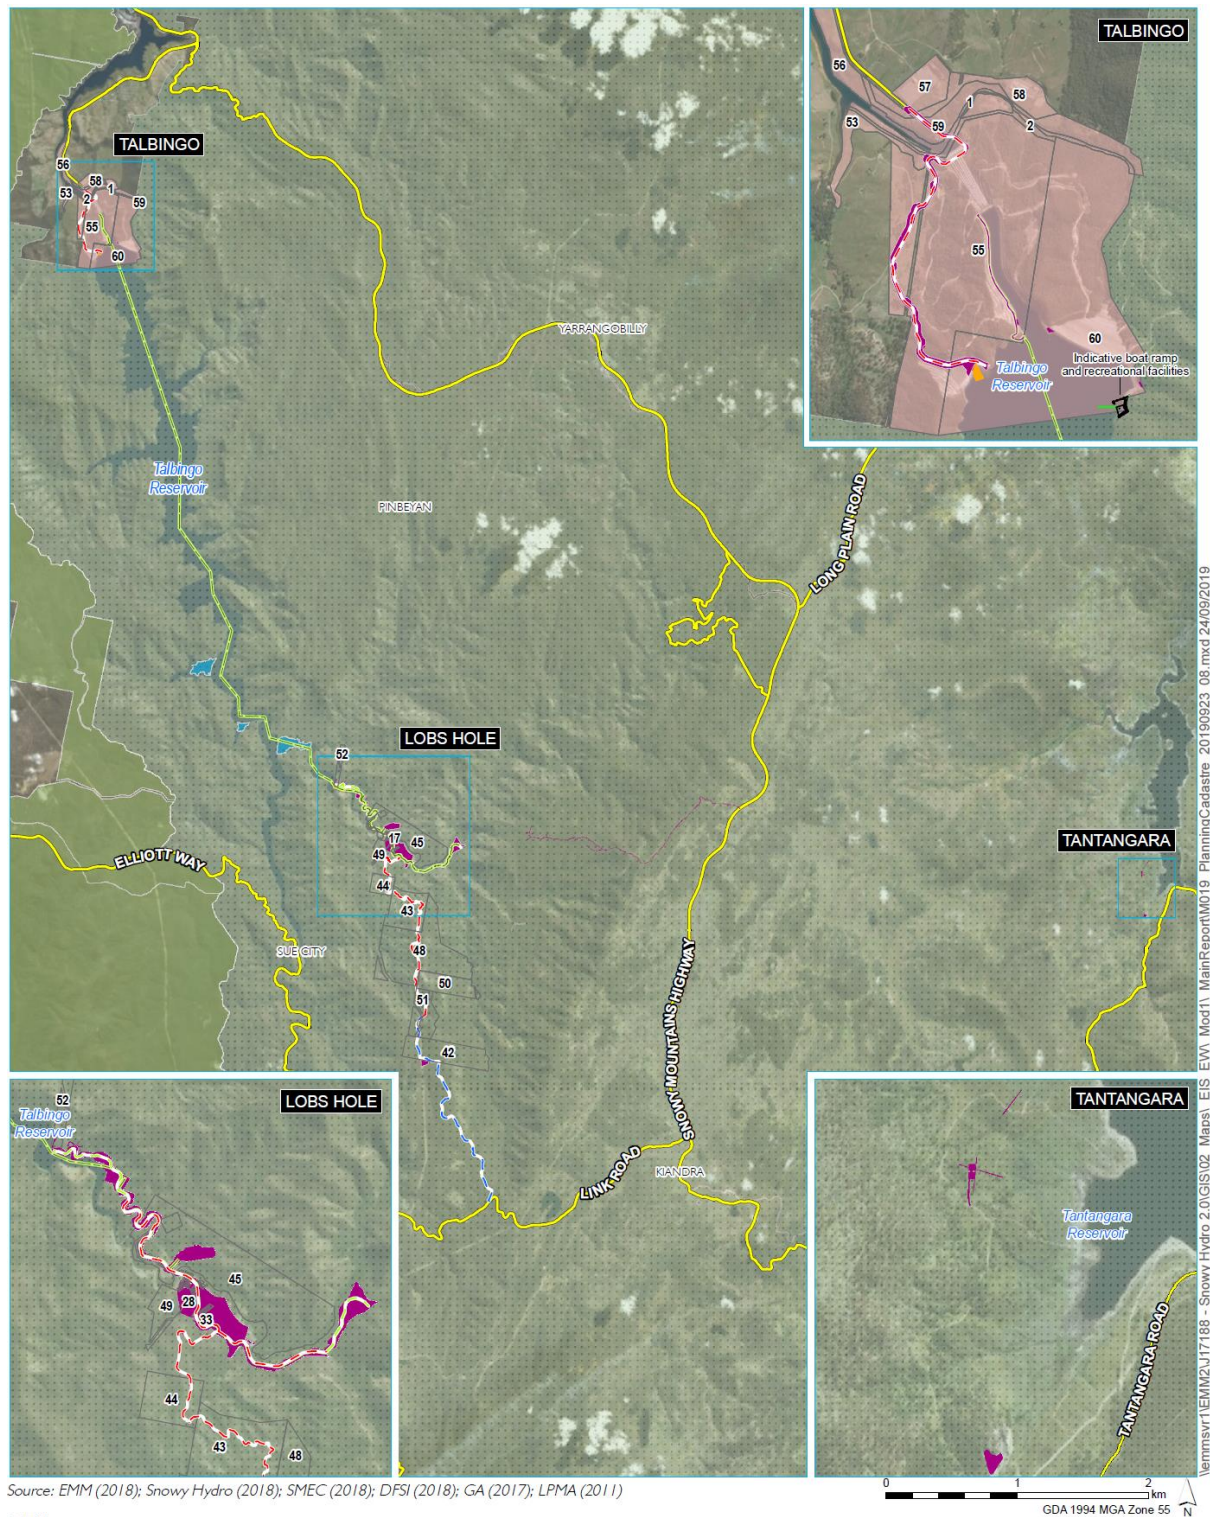 TALBINGO
56
58
1
53
2
59
55
60
TALBINGO
56
57
58
1
53
59
2
55
60
Indicative boat ramp
and recreational facilities
Talbingo
Reservoir
YARRANGOBILLY
Talbingo
Reservoir
PINBEYAN
LONG PLAIN ROAD
LOBS HOLE
52
17
45
49
44
43
48
50
51
42
ELLIOTT WAY
SUE CITY
TANTANGARA
SNOWY MOUNTAINS HIGHWAY
LINK ROAD
KIANDRA
LOBS HOLE
52
Talbingo
Reservoir
45
49
28
33
44
43
48
TANTANGARA
Tantangara
Reservoir
TANTANGARA ROAD
\\emmsvr1\EMM2\J17188 - Snowy Hydro 2.0\GIS\02_Maps\_EIS_EW\_Mod1\_MainReport\M019_PlanningCadastre_20190923_08.mxd 24/09/2019
Source: EMM (2018); Snowy Hydro (2018); SMEC (2018); DFSI (2018); GA (2017); LPMA (2011)
0 1 2
km
GDA 1994 MGA Zone 55
N